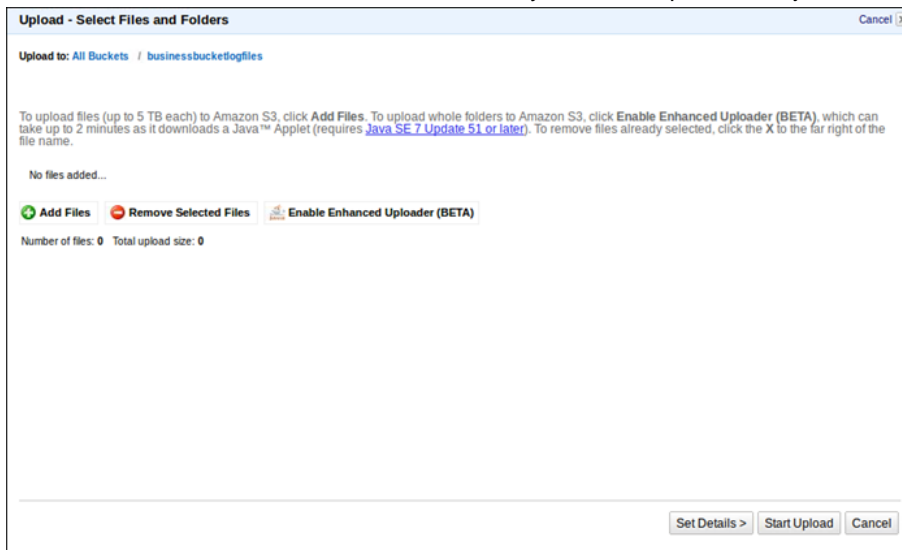 Upload - Select Files and Folders
Cancel
Upload to: All Buckets / businessbucketlogfiles
To upload files (up to 5 TB each) to Amazon S3, click Add Files. To upload whole folders to Amazon S3, click Enable Enhanced Uploader (BETA), which can
take up to 2 minutes as it downloads a Java™ Applet (requires Java SE 7 Update 51 or later). To remove files already selected, click the X to the far right of the
file name.
No files added...
Add Files Remove Selected Files Enable Enhanced Uploader (BETA)
Number of files: 0 Total upload size: 0
Set Details > Start Upload Cancel